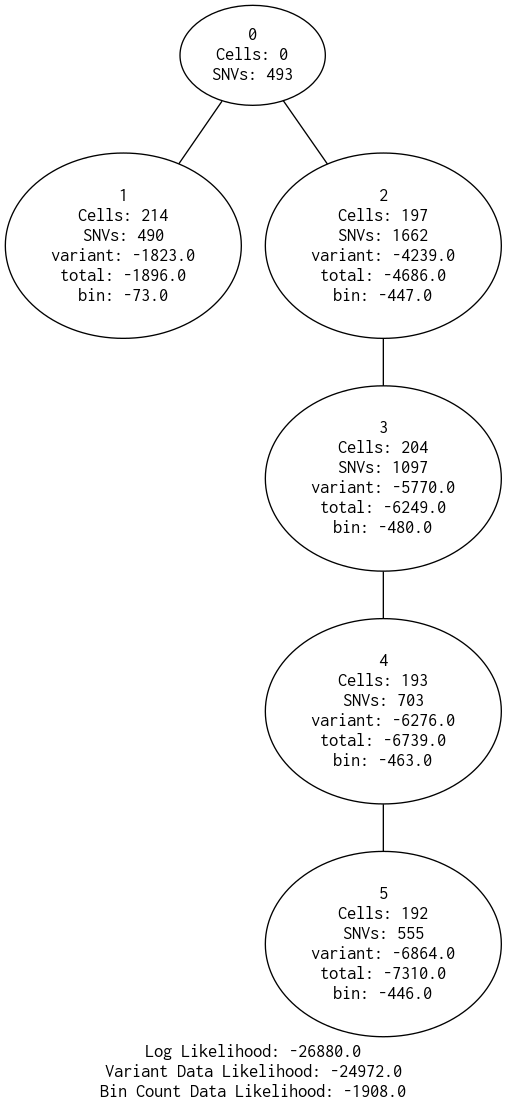 0
Cells: 0
SNVs: 493
1
Cells: 214
SNVs: 490
variant: -1823.0
total: -1896.0
bin: -73.0
2
Cells: 197
SNVs: 1662
variant: -4239.0
total: -4686.0
bin: -447.0
3
Cells: 204
SNVs: 1097
variant: -5770.0
total: -6249.0
bin: -480.0
4
Cells: 193
SNVs: 703
variant: -6276.0
total: -6739.0
bin: -463.0
5
Cells: 192
SNVs: 555
variant: -6864.0
total: -7310.0
bin: -446.0
Log Likelihood: -26880.0
Variant Data Likelihood: -24972.0
Bin Count Data Likelihood: -1908.0